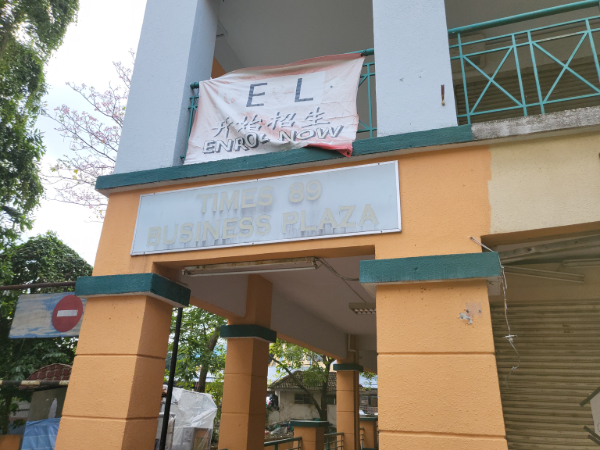 E L
开始招生
ENROL NOW
TIMES 89
BUSINESS PLAZA